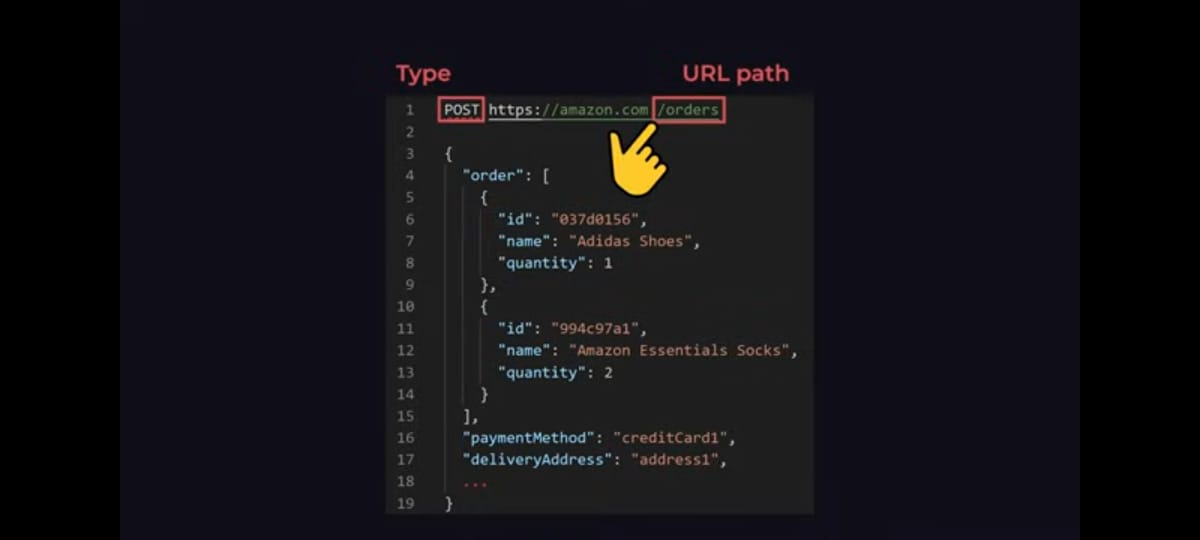 Type URL path
1 POST https://amazon.com/orders
2
3 {
4 "order": [
5 {
6 "id": "037d0156",
7 "name": "Adidas Shoes",
8 "quantity": 1
9 },
10 {
11 "id": "994c97a1",
12 "name": "Amazon Essentials Socks",
13 "quantity": 2
14 }
15 ],
16 "paymentMethod": "creditCard1",
17 "deliveryAddress": "address1",
18 ...
19 }